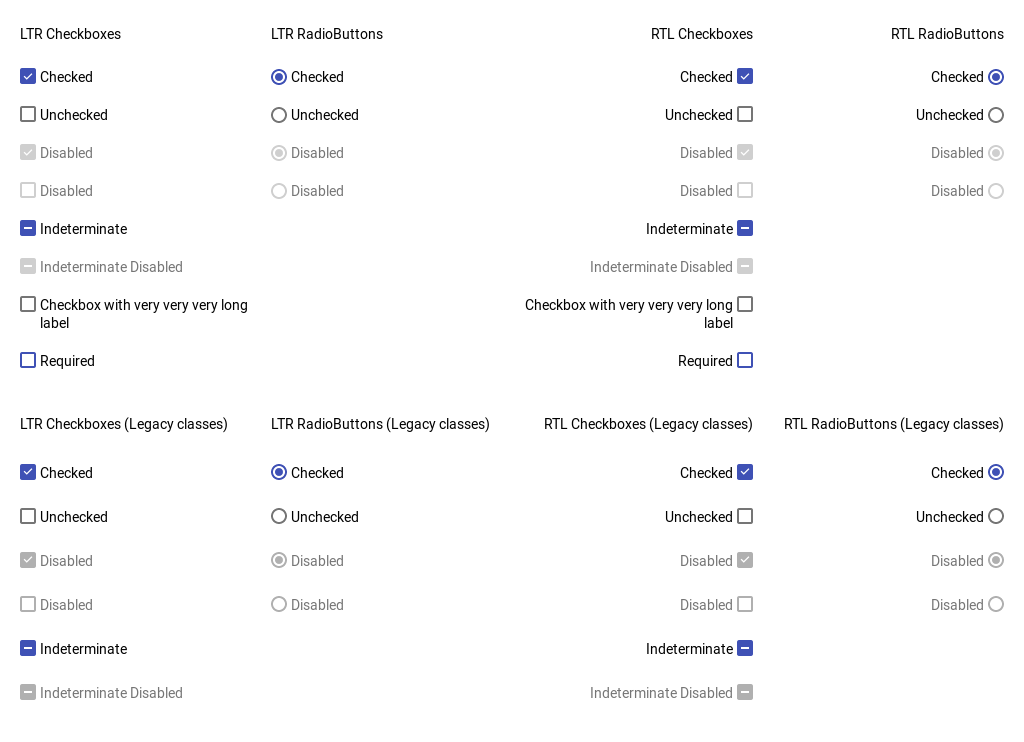 LTR Checkboxes LTR RadioButtons RTL Checkboxes RTL RadioButtons
Checked Checked Checked Checked
Unchecked Unchecked Unchecked Unchecked
Disabled Disabled Disabled Disabled
Disabled Disabled Disabled Disabled
Indeterminate Indeterminate
Indeterminate Disabled Indeterminate Disabled
Checkbox with very very very long Checkbox with very very very long
label label
Required Required
LTR Checkboxes (Legacy classes) LTR RadioButtons (Legacy classes) RTL Checkboxes (Legacy classes) RTL RadioButtons (Legacy classes)
Checked Checked Checked Checked
Unchecked Unchecked Unchecked Unchecked
Disabled Disabled Disabled Disabled
Disabled Disabled Disabled Disabled
Indeterminate Indeterminate
Indeterminate Disabled Indeterminate Disabled